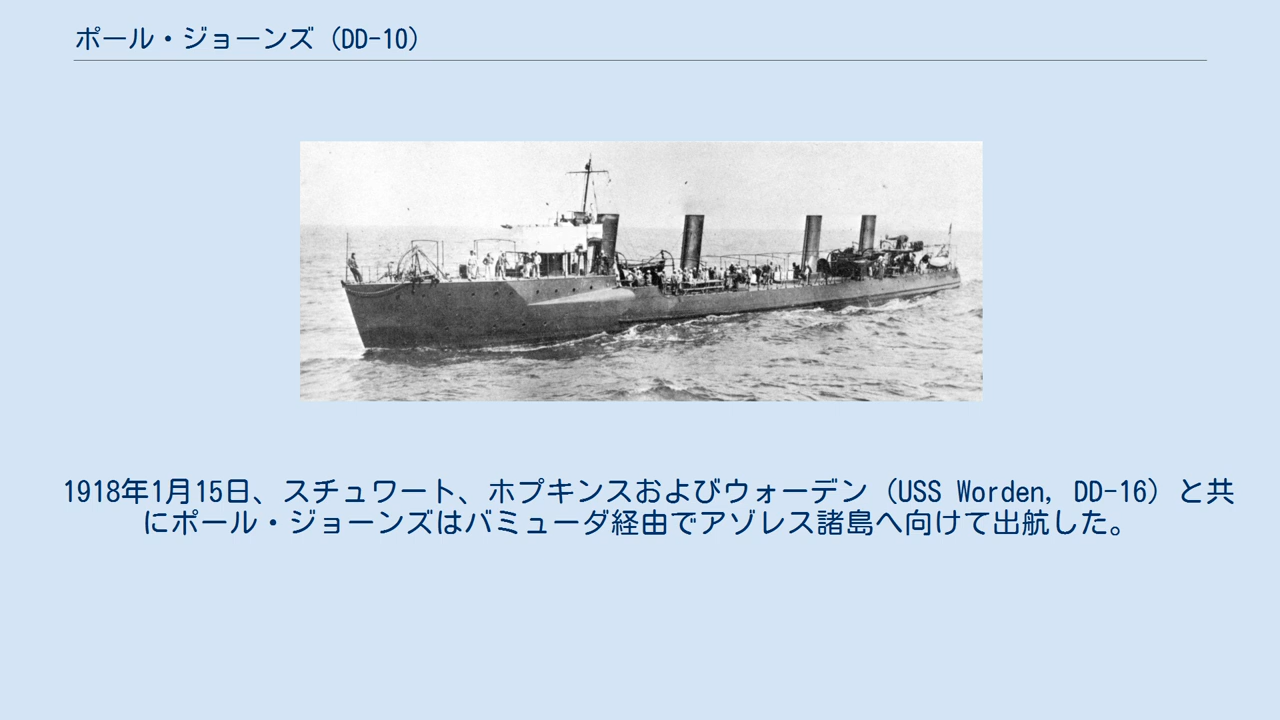 ポール・ジョーンズ（DD-10）
1918年1月15日、スチュワート、ホプキンスおよびウォーデン（USS Worden, DD-16）と共
にポール・ジョーンズはバミューダ経由でアゾレス諸島へ向けて出航した。